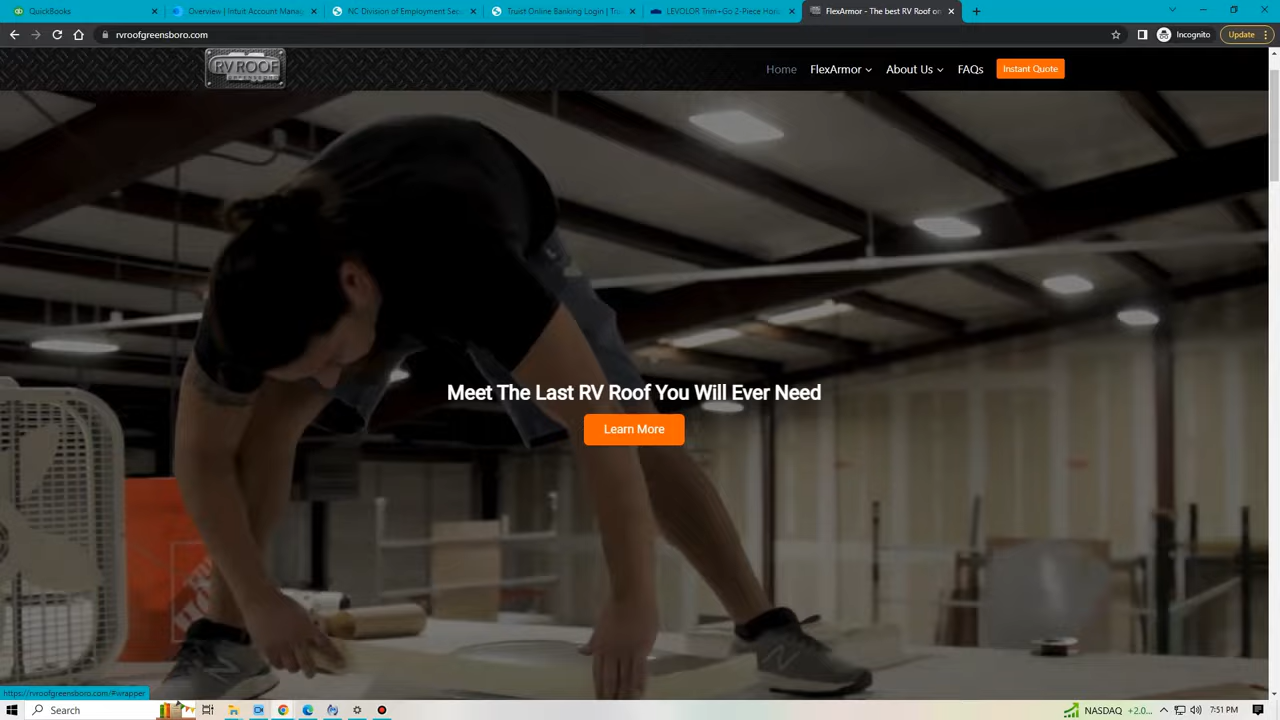 QuickBooks
Overview | Intuit Account Manag
NC Division of Employment Sec
Truist Online Banking Login | Tru
LEVOLOR Trim+Go 2-Piece Hori
FlexArmor - The best RV Roof on
rvroofgreensboro.com
Incognito
Update
RV ROOF
Home
FlexArmor
About Us
FAQs
Instant Quote
Meet The Last RV Roof You Will Ever Need
Learn More
https://rvroofgreensboro.com/#wrapper
Search
NASDAQ +2.0...
7:51 PM